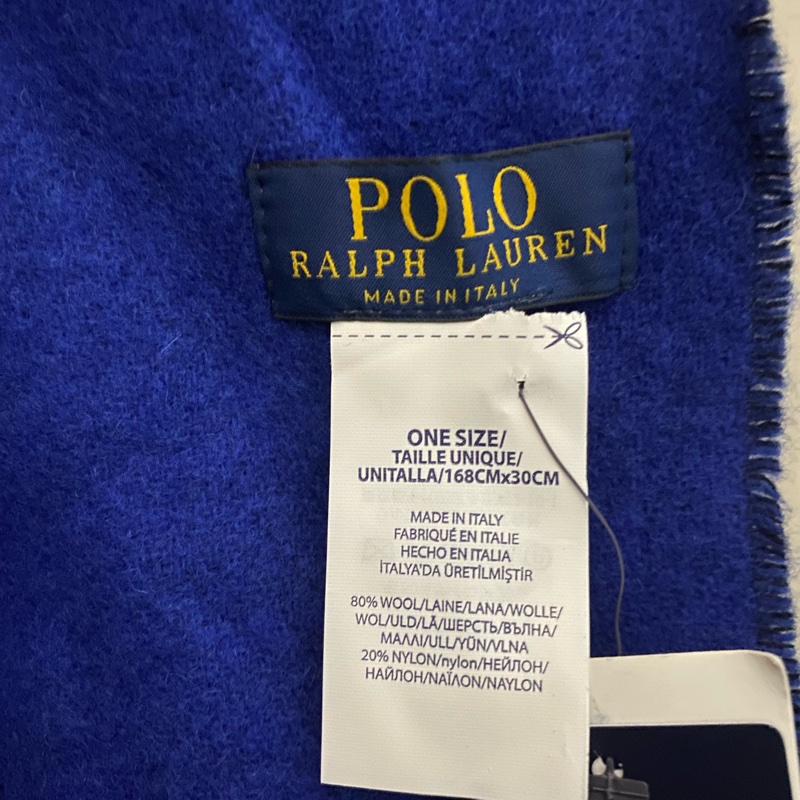 POLO
RALPH LAUREN
MADE IN ITALY
ONE SIZE/
TAILLE UNIQUE/
UNITALLA/168CMx30CM
MADE IN ITALY
FABRIQUÉ EN ITALIE
HECHO EN ITALIA
İTALYA'DA ÜRETİLMİŞTİR
80% WOOL/LAINE/LANA/WOLLE/
WOL/ULD/LÃ/ШЕРСТЬ/ВЪЛНА/
ΜΑΛΛΙ/ULL/YÜN/VLNA
20% NYLON/nylon/НЕЙЛОН/
НАЙЛОН/ΝΑΪΛΟΝ/NAYLON